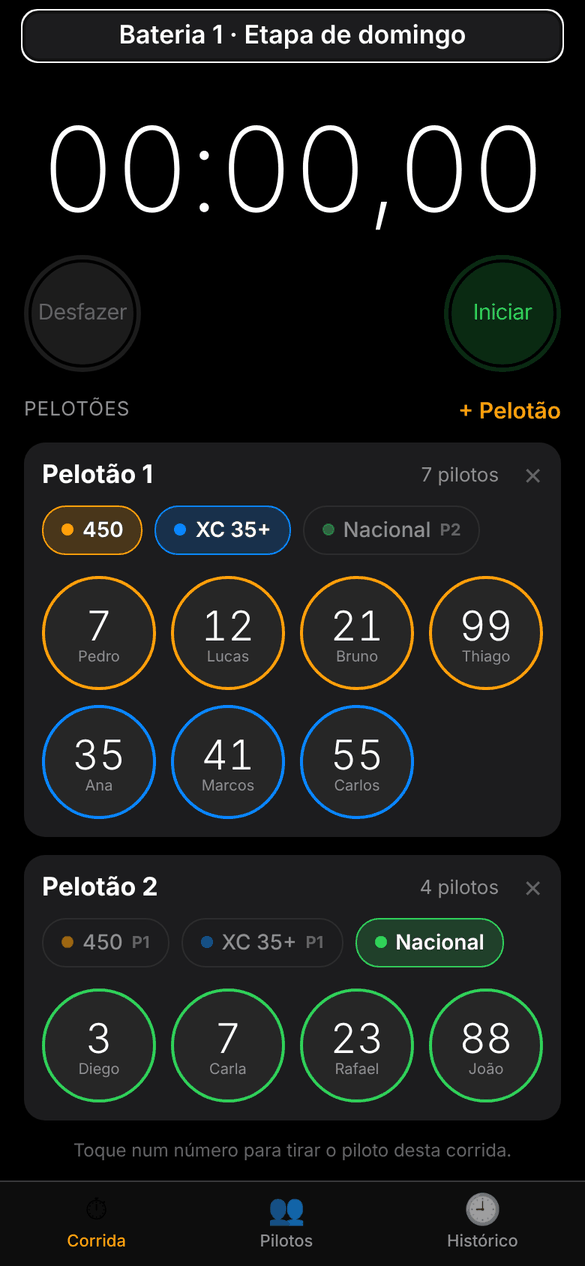 Bateria 1 · Etapa de domingo
00:00,00
Desfazer
Iniciar
PELOTÕES
+ Pelotão
Pelotão 1
7 pilotos ×
450
XC 35+
Nacional P2
7
Pedro
12
Lucas
21
Bruno
99
Thiago
35
Ana
41
Marcos
55
Carlos
Pelotão 2
4 pilotos ×
450 P1
XC 35+ P1
Nacional
3
Diego
7
Carla
23
Rafael
88
João
Toque num número para tirar o piloto desta corrida.
Corrida
Pilotos
Histórico